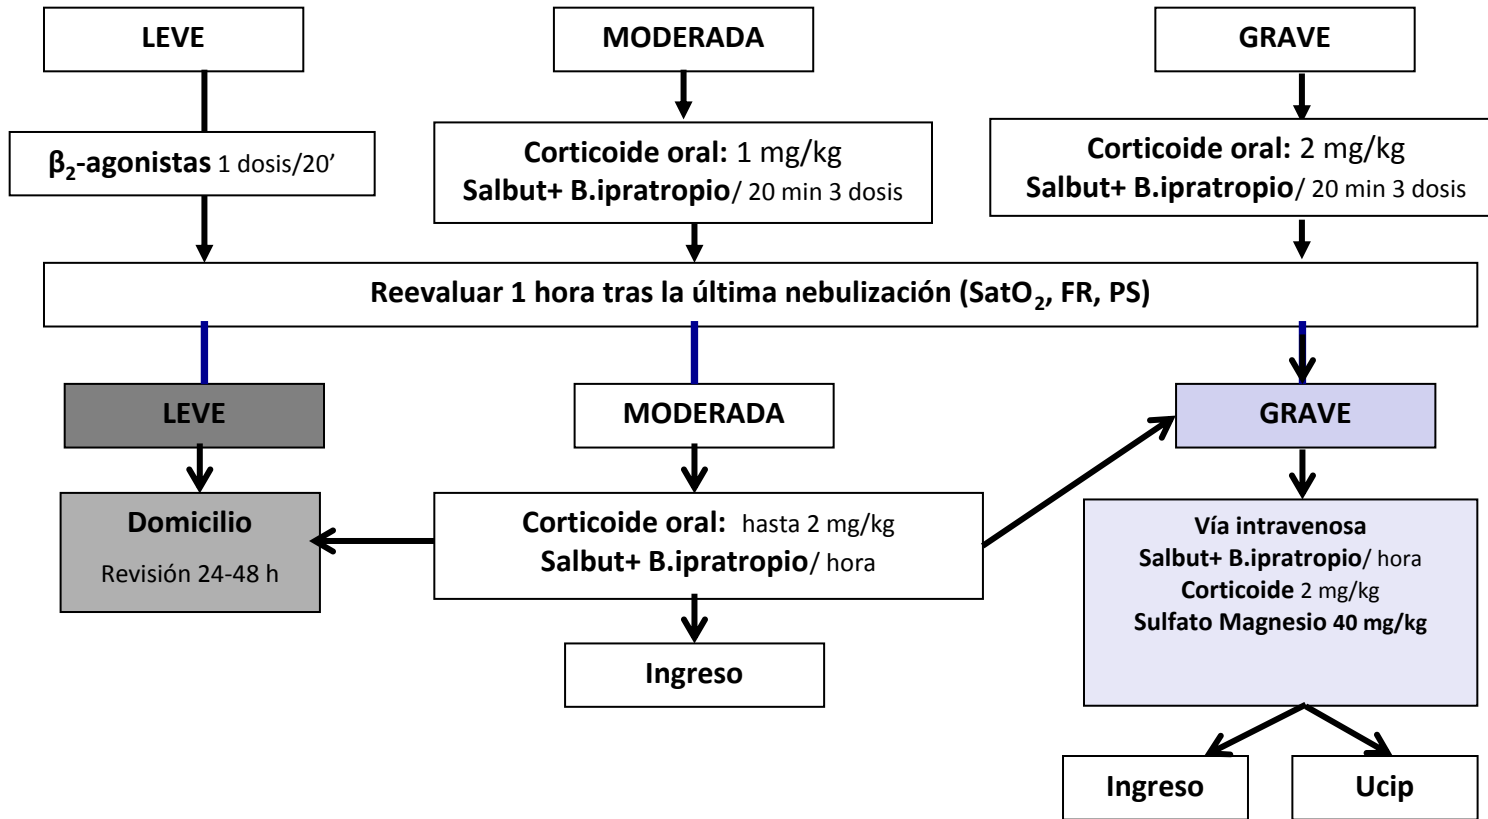 LEVE
MODERADA
GRAVE
β₂-agonistas 1 dosis/20’
Corticoide oral: 1 mg/kg
Salbut+ B.ipratropio/ 20 min 3 dosis
Corticoide oral: 2 mg/kg
Salbut+ B.ipratropio/ 20 min 3 dosis
Reevaluar 1 hora tras la última nebulización (SatO₂, FR, PS)
LEVE
MODERADA
GRAVE
Domicilio
Revisión 24-48 h
Corticoide oral: hasta 2 mg/kg
Salbut+ B.ipratropio/ hora
Vía intravenosa
Salbut+ B.ipratropio/ hora
Corticoide 2 mg/kg
Sulfato Magnesio 40 mg/kg
Ingreso
Ingreso
Ucip